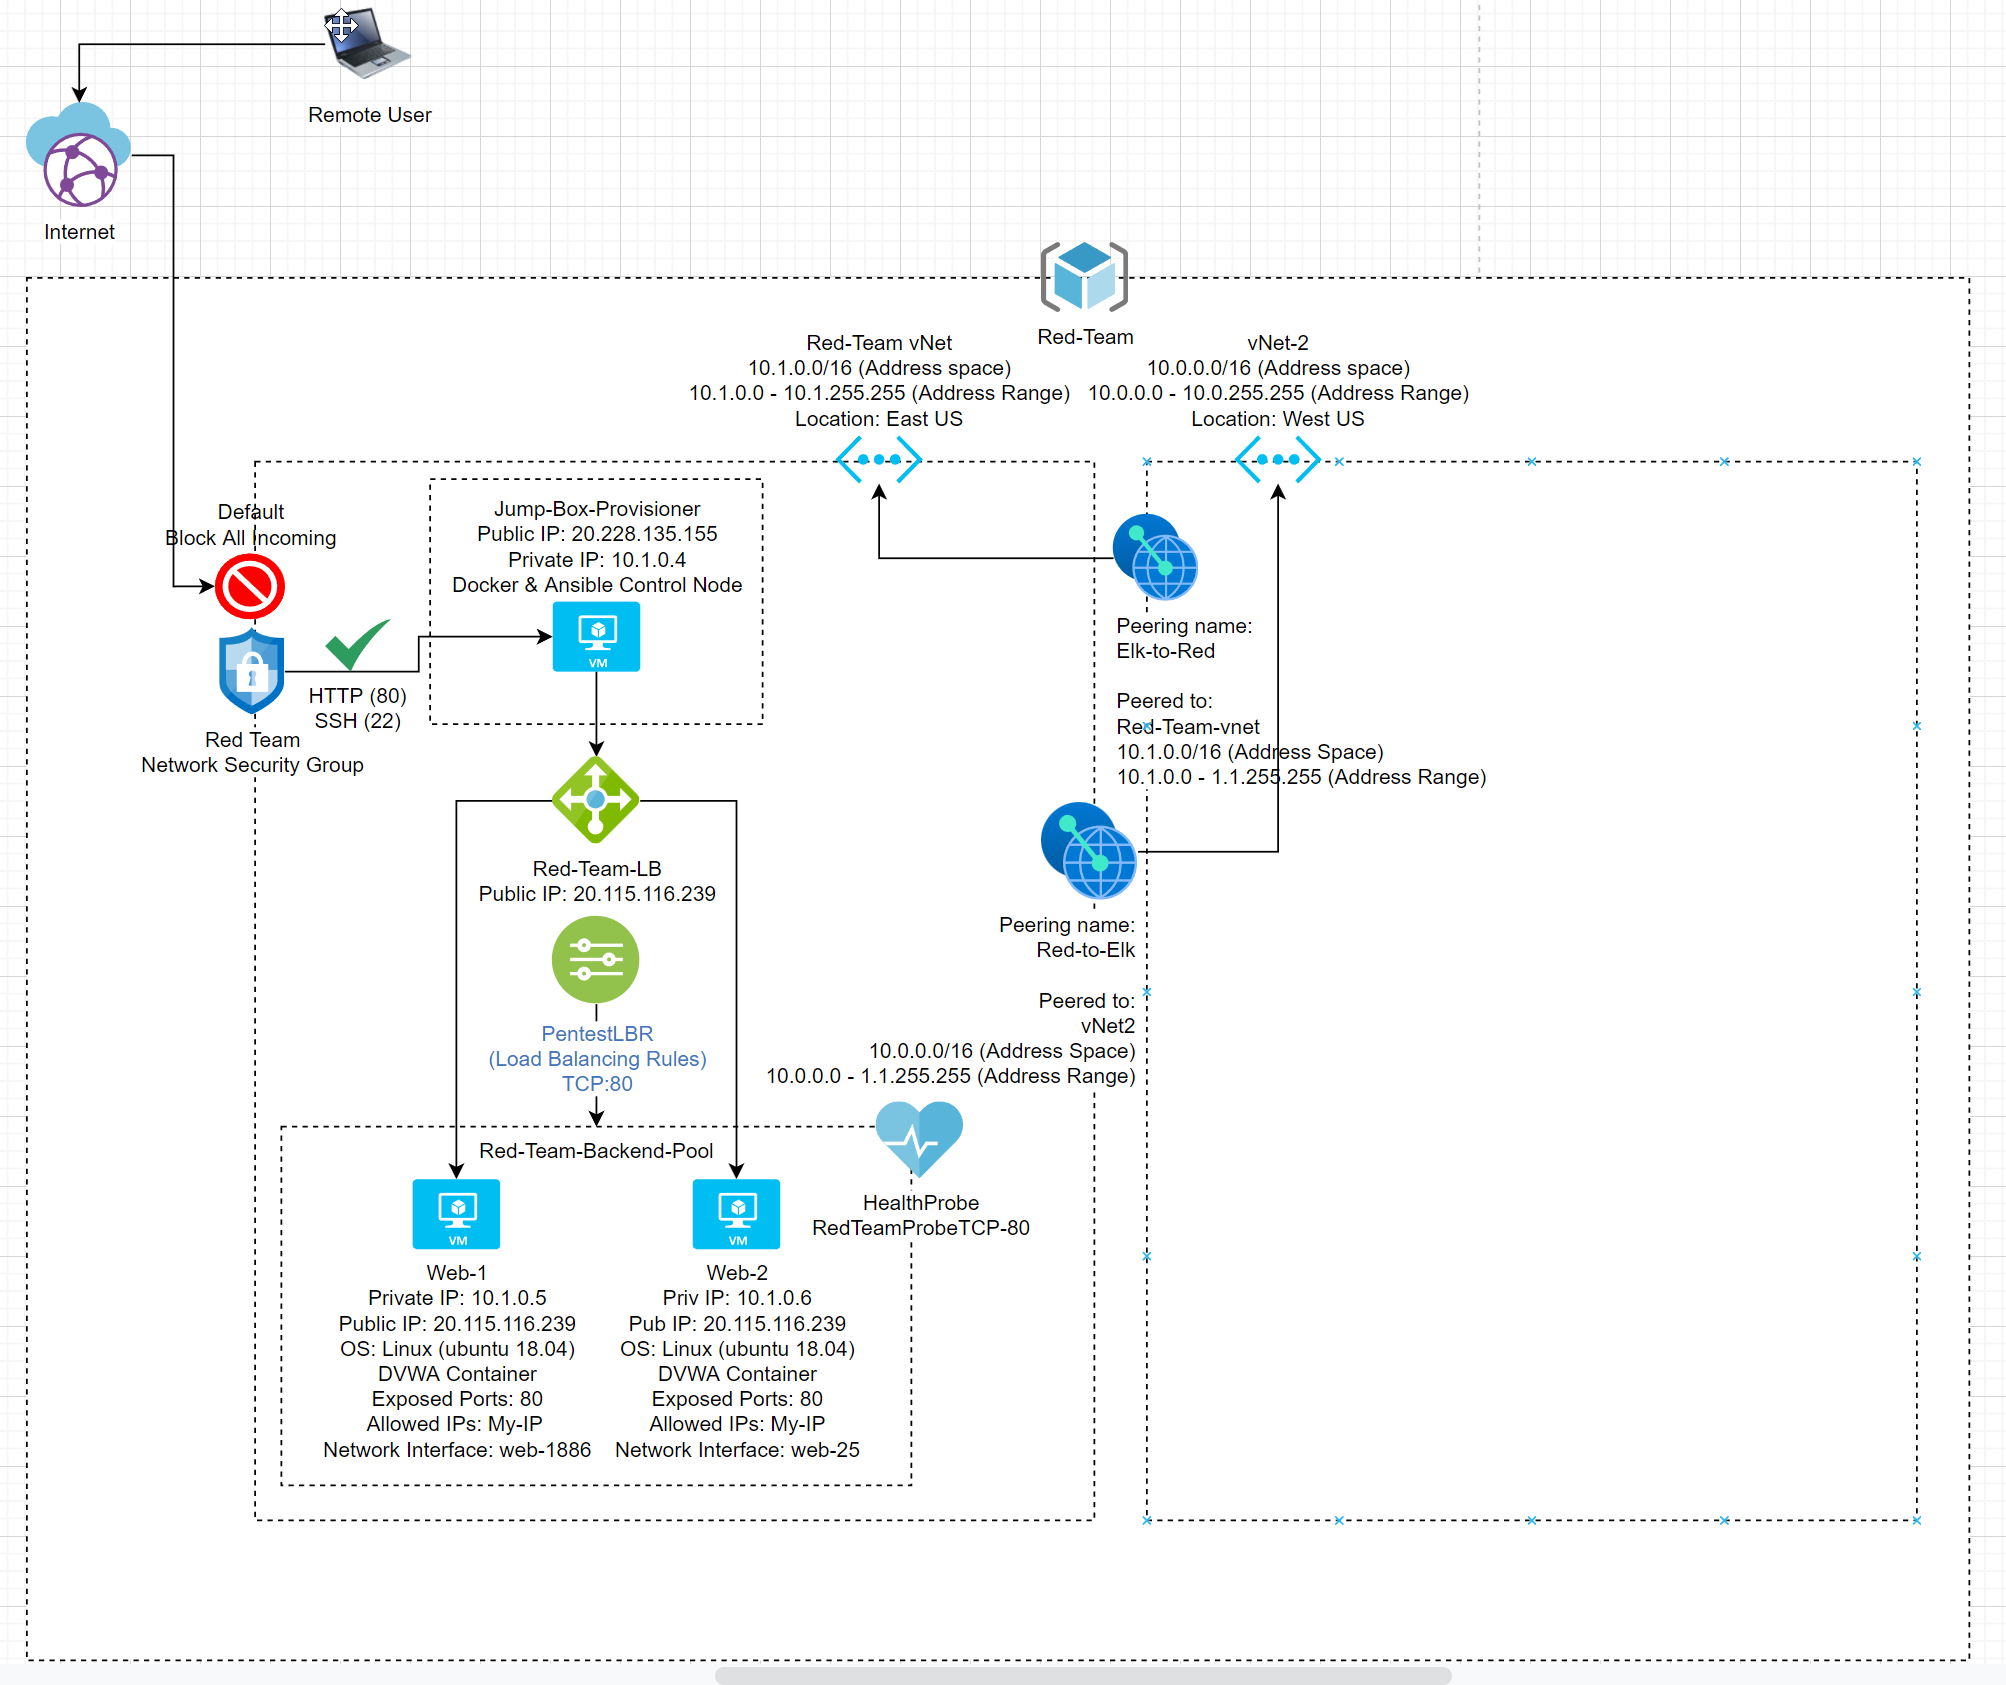 Remote User
Internet
Red-Team
Red-Team vNet
10.1.0.0/16 (Address space)
10.1.0.0 - 10.1.255.255 (Address Range)
Location: East US
vNet-2
10.0.0.0/16 (Address space)
10.0.0.0 - 10.0.255.255 (Address Range)
Location: West US
Default
Block All Incoming
Jump-Box-Provisioner
Public IP: 20.228.135.155
Private IP: 10.1.0.4
Docker & Ansible Control Node
VM
HTTP (80)
SSH (22)
Red Team
Network Security Group
Peering name:
Elk-to-Red
Peered to:
Red-Team-vnet
10.1.0.0/16 (Address Space)
10.1.0.0 - 1.1.255.255 (Address Range)
Red-Team-LB
Public IP: 20.115.116.239
PentestLBR
(Load Balancing Rules)
TCP:80
Peering name:
Red-to-Elk
Peered to:
vNet2
10.0.0.0/16 (Address Space)
10.0.0.0 - 1.1.255.255 (Address Range)
Red-Team-Backend-Pool
HealthProbe
RedTeamProbeTCP-80
VM
Web-1
Private IP: 10.1.0.5
Public IP: 20.115.116.239
OS: Linux (ubuntu 18.04)
DVWA Container
Exposed Ports: 80
Allowed IPs: My-IP
Network Interface: web-1886
VM
Web-2
Priv IP: 10.1.0.6
Pub IP: 20.115.116.239
OS: Linux (ubuntu 18.04)
DVWA Container
Exposed Ports: 80
Allowed IPs: My-IP
Network Interface: web-25